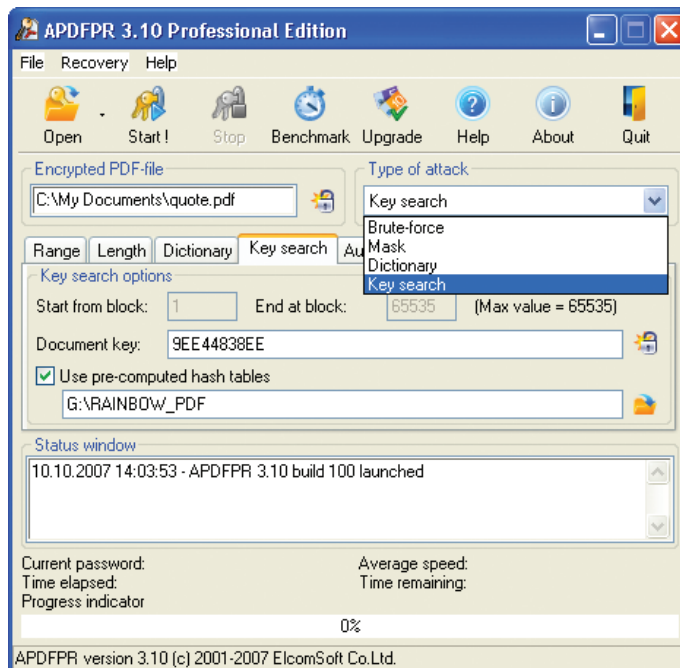 APDFPR 3.10 Professional Edition
File Recovery Help
Open Start! Stop Benchmark Upgrade Help About Quit
Encrypted PDF-file Type of attack
C:\My Documents\quote.pdf Key search
Brute-force
Mask
Dictionary
Key search
Range Length Dictionary Key search Au
Key search options
Start from block: 1 End at block: 65535 (Max value = 65535)
Document key: 9EE44838EE
Use pre-computed hash tables
G:\RAINBOW_PDF
Status window
10.10.2007 14:03:53 - APDFPR 3.10 build 100 launched
Current password: Average speed:
Time elapsed: Time remaining:
Progress indicator
0%
APDFPR version 3.10 (c) 2001-2007 ElcomSoft Co.Ltd.